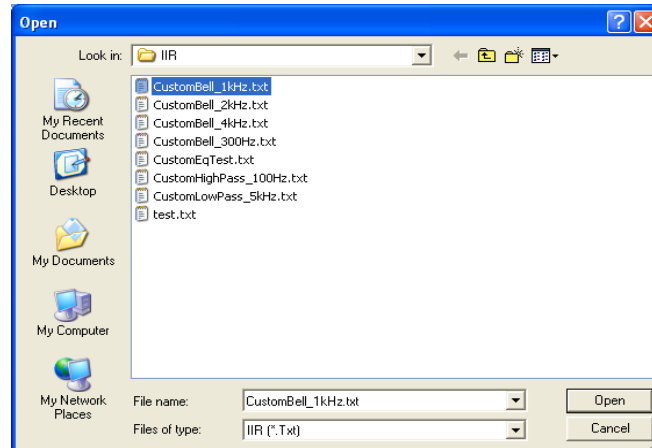 Open
Look in: IIR
My Recent
Documents
Desktop
My Documents
My Computer
My Network
Places
CustomBell_1kHz.txt
CustomBell_2kHz.txt
CustomBell_4kHz.txt
CustomBell_300Hz.txt
CustomEqTest.txt
CustomHighPass_100Hz.txt
CustomLowPass_5kHz.txt
test.txt
File name: CustomBell_1kHz.txt Open
Files of type: IIR (*.Txt) Cancel